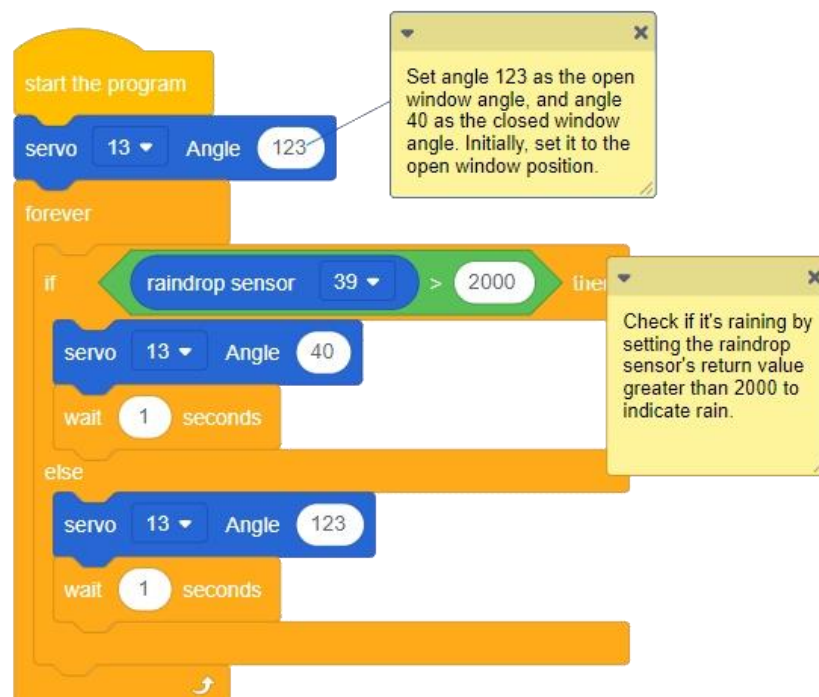 start the program
servo 13 Angle 123
forever
if raindrop sensor 39 > 2000 then
servo 13 Angle 40
wait 1 seconds
else
servo 13 Angle 123
wait 1 seconds
Set angle 123 as the open
window angle, and angle
40 as the closed window
angle. Initially, set it to the
open window position.
Check if it's raining by
setting the raindrop
sensor's return value
greater than 2000 to
indicate rain.